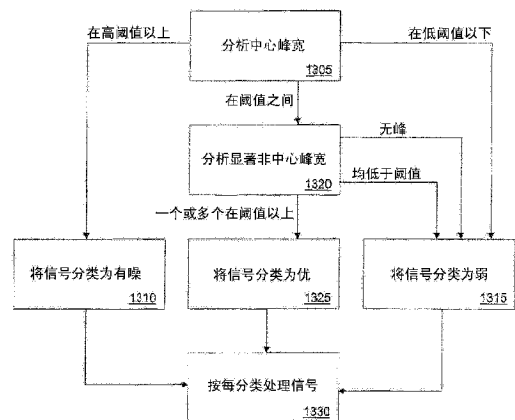 分析中心峰宽
1305
在高阈值以上
在低阈值以下
在阈值之间
无峰
分析显著非中心峰宽
1320
均低于阈值
一个或多个在阈值以上
将信号分类为有噪
1310
将信号分类为优
1325
将信号分类为弱
1315
按每分类处理信号
1330